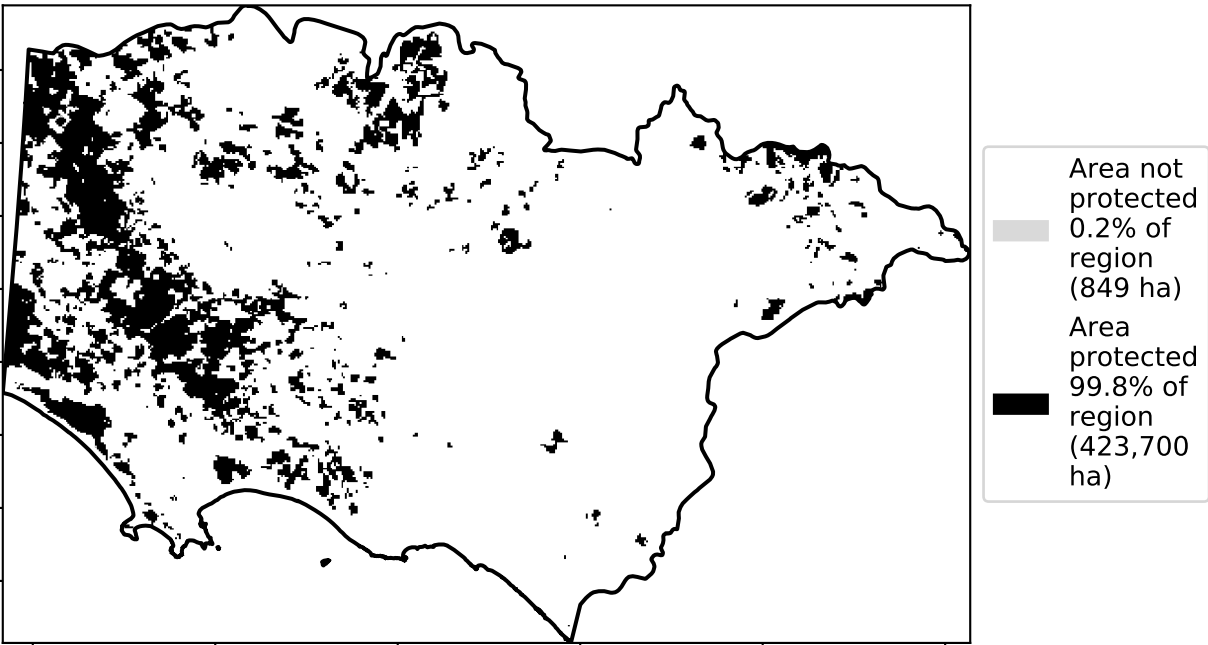 Area not
protected
0.2% of
region
(849 ha)
Area
protected
99.8% of
region
(423,700
ha)